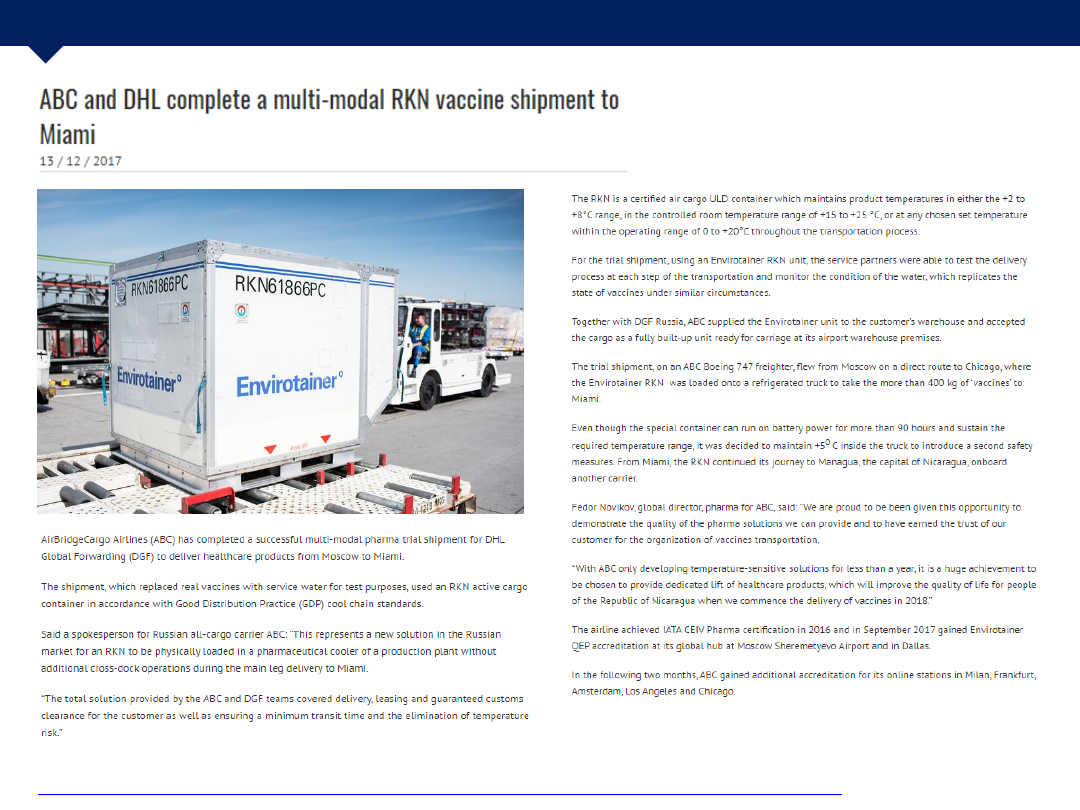 ABC and DHL complete a multi-modal RKN vaccine shipment to
Miami
13 / 12 / 2017
RKN61866PC
RKN61866PC
Envirotainer°
Envirotainer°
AirBridgeCargo Airlines (ABC) has completed a successful multi-modal pharma trial shipment for DHL
Global Forwarding (DGF) to deliver healthcare products from Moscow to Miami.
The shipment, which replaced real vaccines with service water for test purposes, used an RKN active cargo
container in accordance with Good Distribution Practice (GDP) cool chain standards.
Said a spokesperson for Russian all-cargo carrier ABC: “This represents a new solution in the Russian
market for an RKN to be physically loaded in a pharmaceutical cooler of a production plant without
additional cross-dock operations during the main leg delivery to Miami.
“The total solution provided by the ABC and DGF teams covered delivery, leasing and guaranteed customs
clearance for the customer as well as ensuring a minimum transit time and the elimination of temperature
risk.”
The RKN is a certified air cargo ULD container which maintains product temperatures in either the +2 to
+8°C range, in the controlled room temperature range of +15 to +25 °C, or at any chosen set temperature
within the operating range of 0 to +20°C throughout the transportation process.
For the trial shipment, using an Envirotainer RKN unit, the service partners were able to test the delivery
process at each step of the transportation and monitor the condition of the water, which replicates the
state of vaccines under similar circumstances.
Together with DGF Russia, ABC supplied the Envirotainer unit to the customer’s warehouse and accepted
the cargo as a fully built-up unit ready for carriage at its airport warehouse premises.
The trial shipment, on an ABC Boeing 747 freighter, flew from Moscow on a direct route to Chicago, where
the Envirotainer RKN was loaded onto a refrigerated truck to take the more than 400 kg of ‘vaccines’ to
Miami.
Even though the special container can run on battery power for more than 90 hours and sustain the
required temperature range, it was decided to maintain +5⁰ C inside the truck to introduce a second safety
measures. From Miami, the RKN continued its journey to Managua, the capital of Nicaragua, onboard
another carrier.
Fedor Novikov, global director, pharma for ABC, said: “We are proud to be been given this opportunity to
demonstrate the quality of the pharma solutions we can provide and to have earned the trust of our
customer for the organization of vaccines transportation.
“With ABC only developing temperature-sensitive solutions for less than a year, it is a huge achievement to
be chosen to provide dedicated lift of healthcare products, which will improve the quality of life for people
of the Republic of Nicaragua when we commence the delivery of vaccines in 2018.”
The airline achieved IATA CEIV Pharma certification in 2016 and in September 2017 gained Envirotainer
QEP accreditation at its global hub at Moscow Sheremetyevo Airport and in Dallas.
In the following two months, ABC gained additional accreditation for its online stations in Milan, Frankfurt,
Amsterdam, Los Angeles and Chicago.